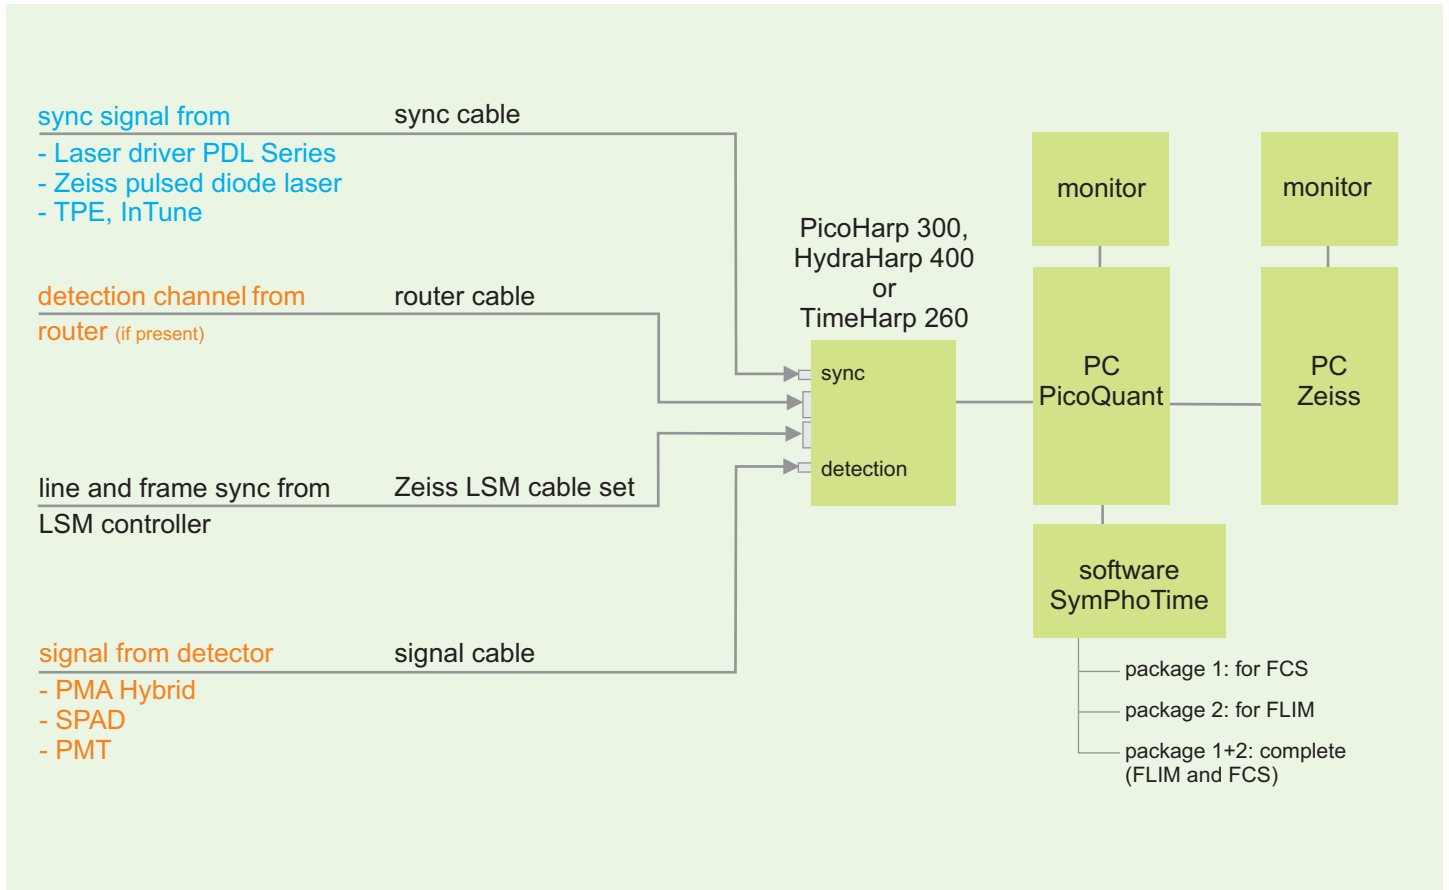 sync signal from
sync cable
- Laser driver PDL Series
- Zeiss pulsed diode laser
- TPE, InTune
detection channel from
router cable
router (if present)
line and frame sync from
Zeiss LSM cable set
LSM controller
signal from detector
signal cable
- PMA Hybrid
- SPAD
- PMT
PicoHarp 300,
HydraHarp 400
or
TimeHarp 260
sync
detection
monitor
PC
PicoQuant
monitor
PC
Zeiss
software
SymPhoTime
package 1: for FCS
package 2: for FLIM
package 1+2: complete
(FLIM and FCS)